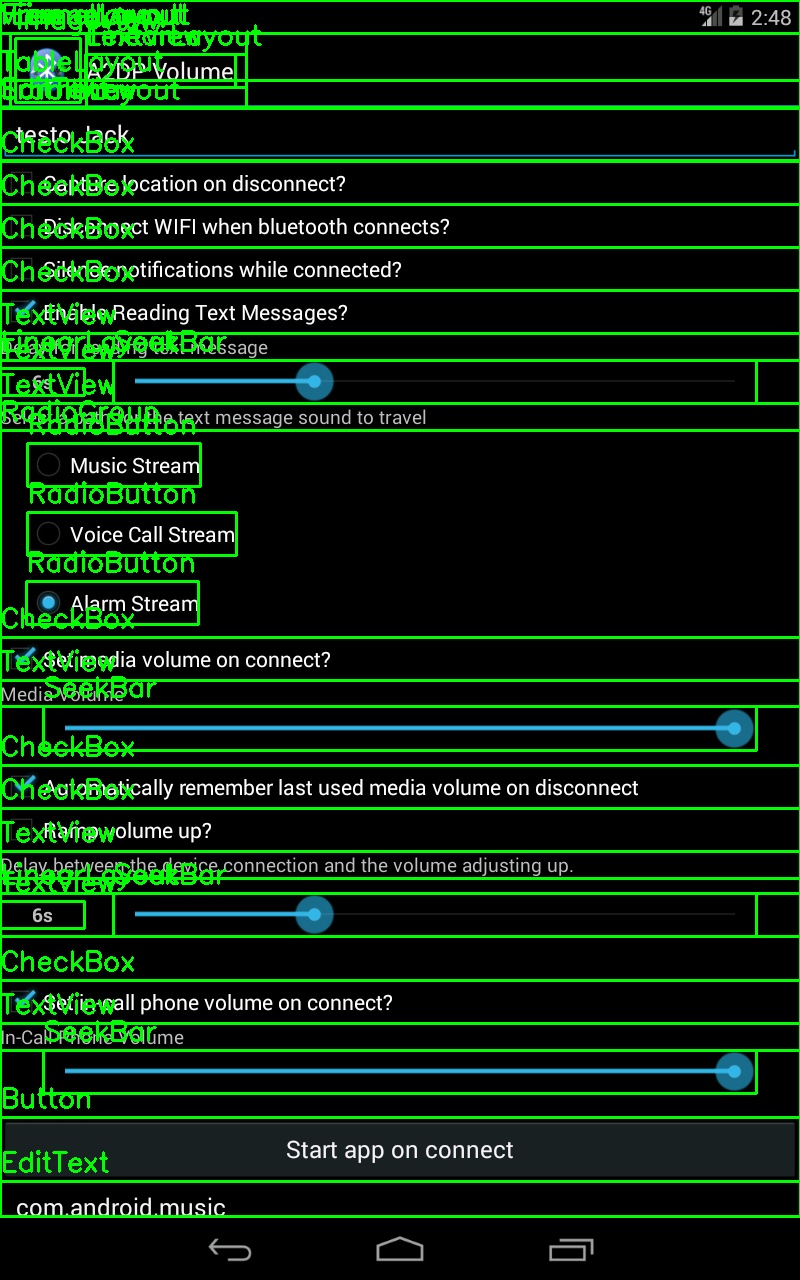 4G 2:48
ImageView
TextView
TableLayout
A2DP Volume
testo Jack
CheckBox
CheckBox
Capture location on disconnect?
CheckBox
Disconnect WIFI when bluetooth connects?
CheckBox
Silence notifications while connected?
TextView
Enable Reading Text Messages?
LinearLayout SeekBar
TextView
Delay for reading text message
TextView
6s
RadioGroup
Select a path for the text message sound to travel
RadioButton
Music Stream
RadioButton
Voice Call Stream
RadioButton
Alarm Stream
CheckBox
TextView
Set media volume on connect?
SeekBar
Media Volume
CheckBox
CheckBox
Automatically remember last used media volume on disconnect
TextView
Ramp volume up?
Delay between the device connection and the volume adjusting up.
LinearLayout SeekBar
TextView
6s
CheckBox
TextView
Set in-call phone volume on connect?
SeekBar
In-Call Phone Volume
Button
Start app on connect
EditText
com.android.music